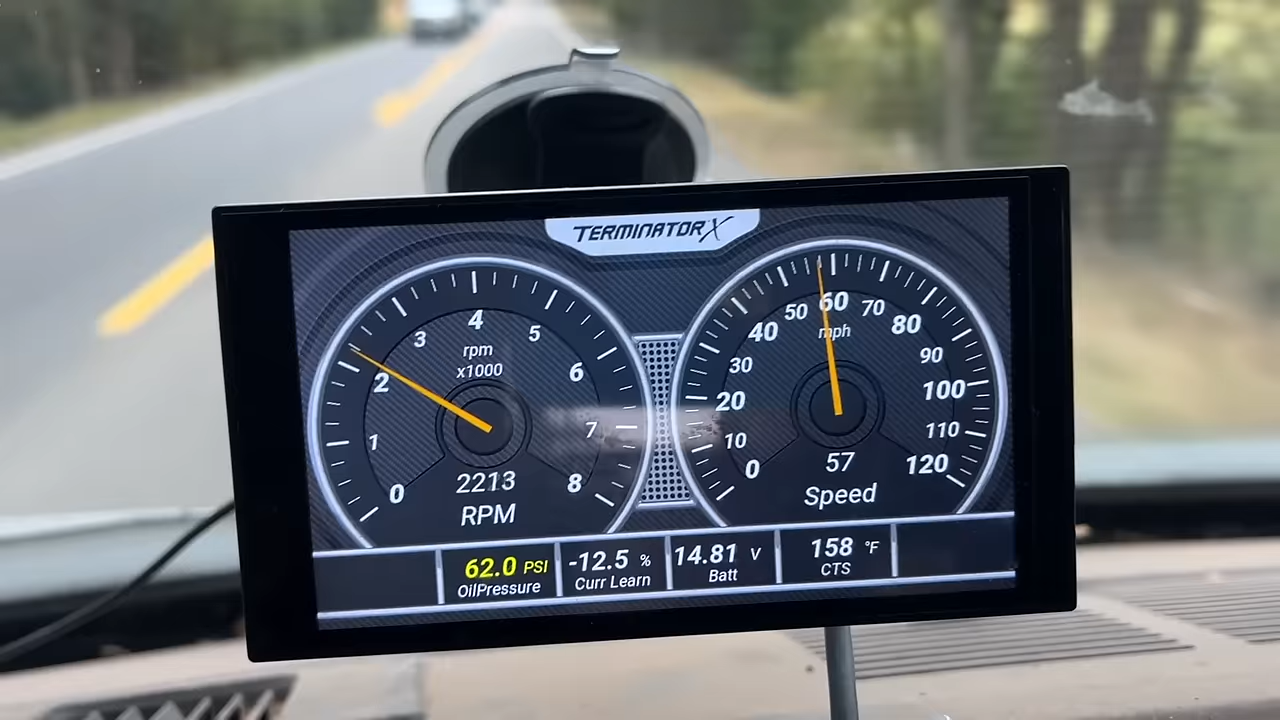 TERMINATOR X
0 1 2 3 4 5 6 7 8
rpm
x1000
2213
RPM
0 10 20 30 40 50 60 70 80 90 100 110 120
mph
57
Speed
62.0 PSI
OilPressure
-12.5 %
Curr Learn
14.81 V
Batt
158 °F
CTS